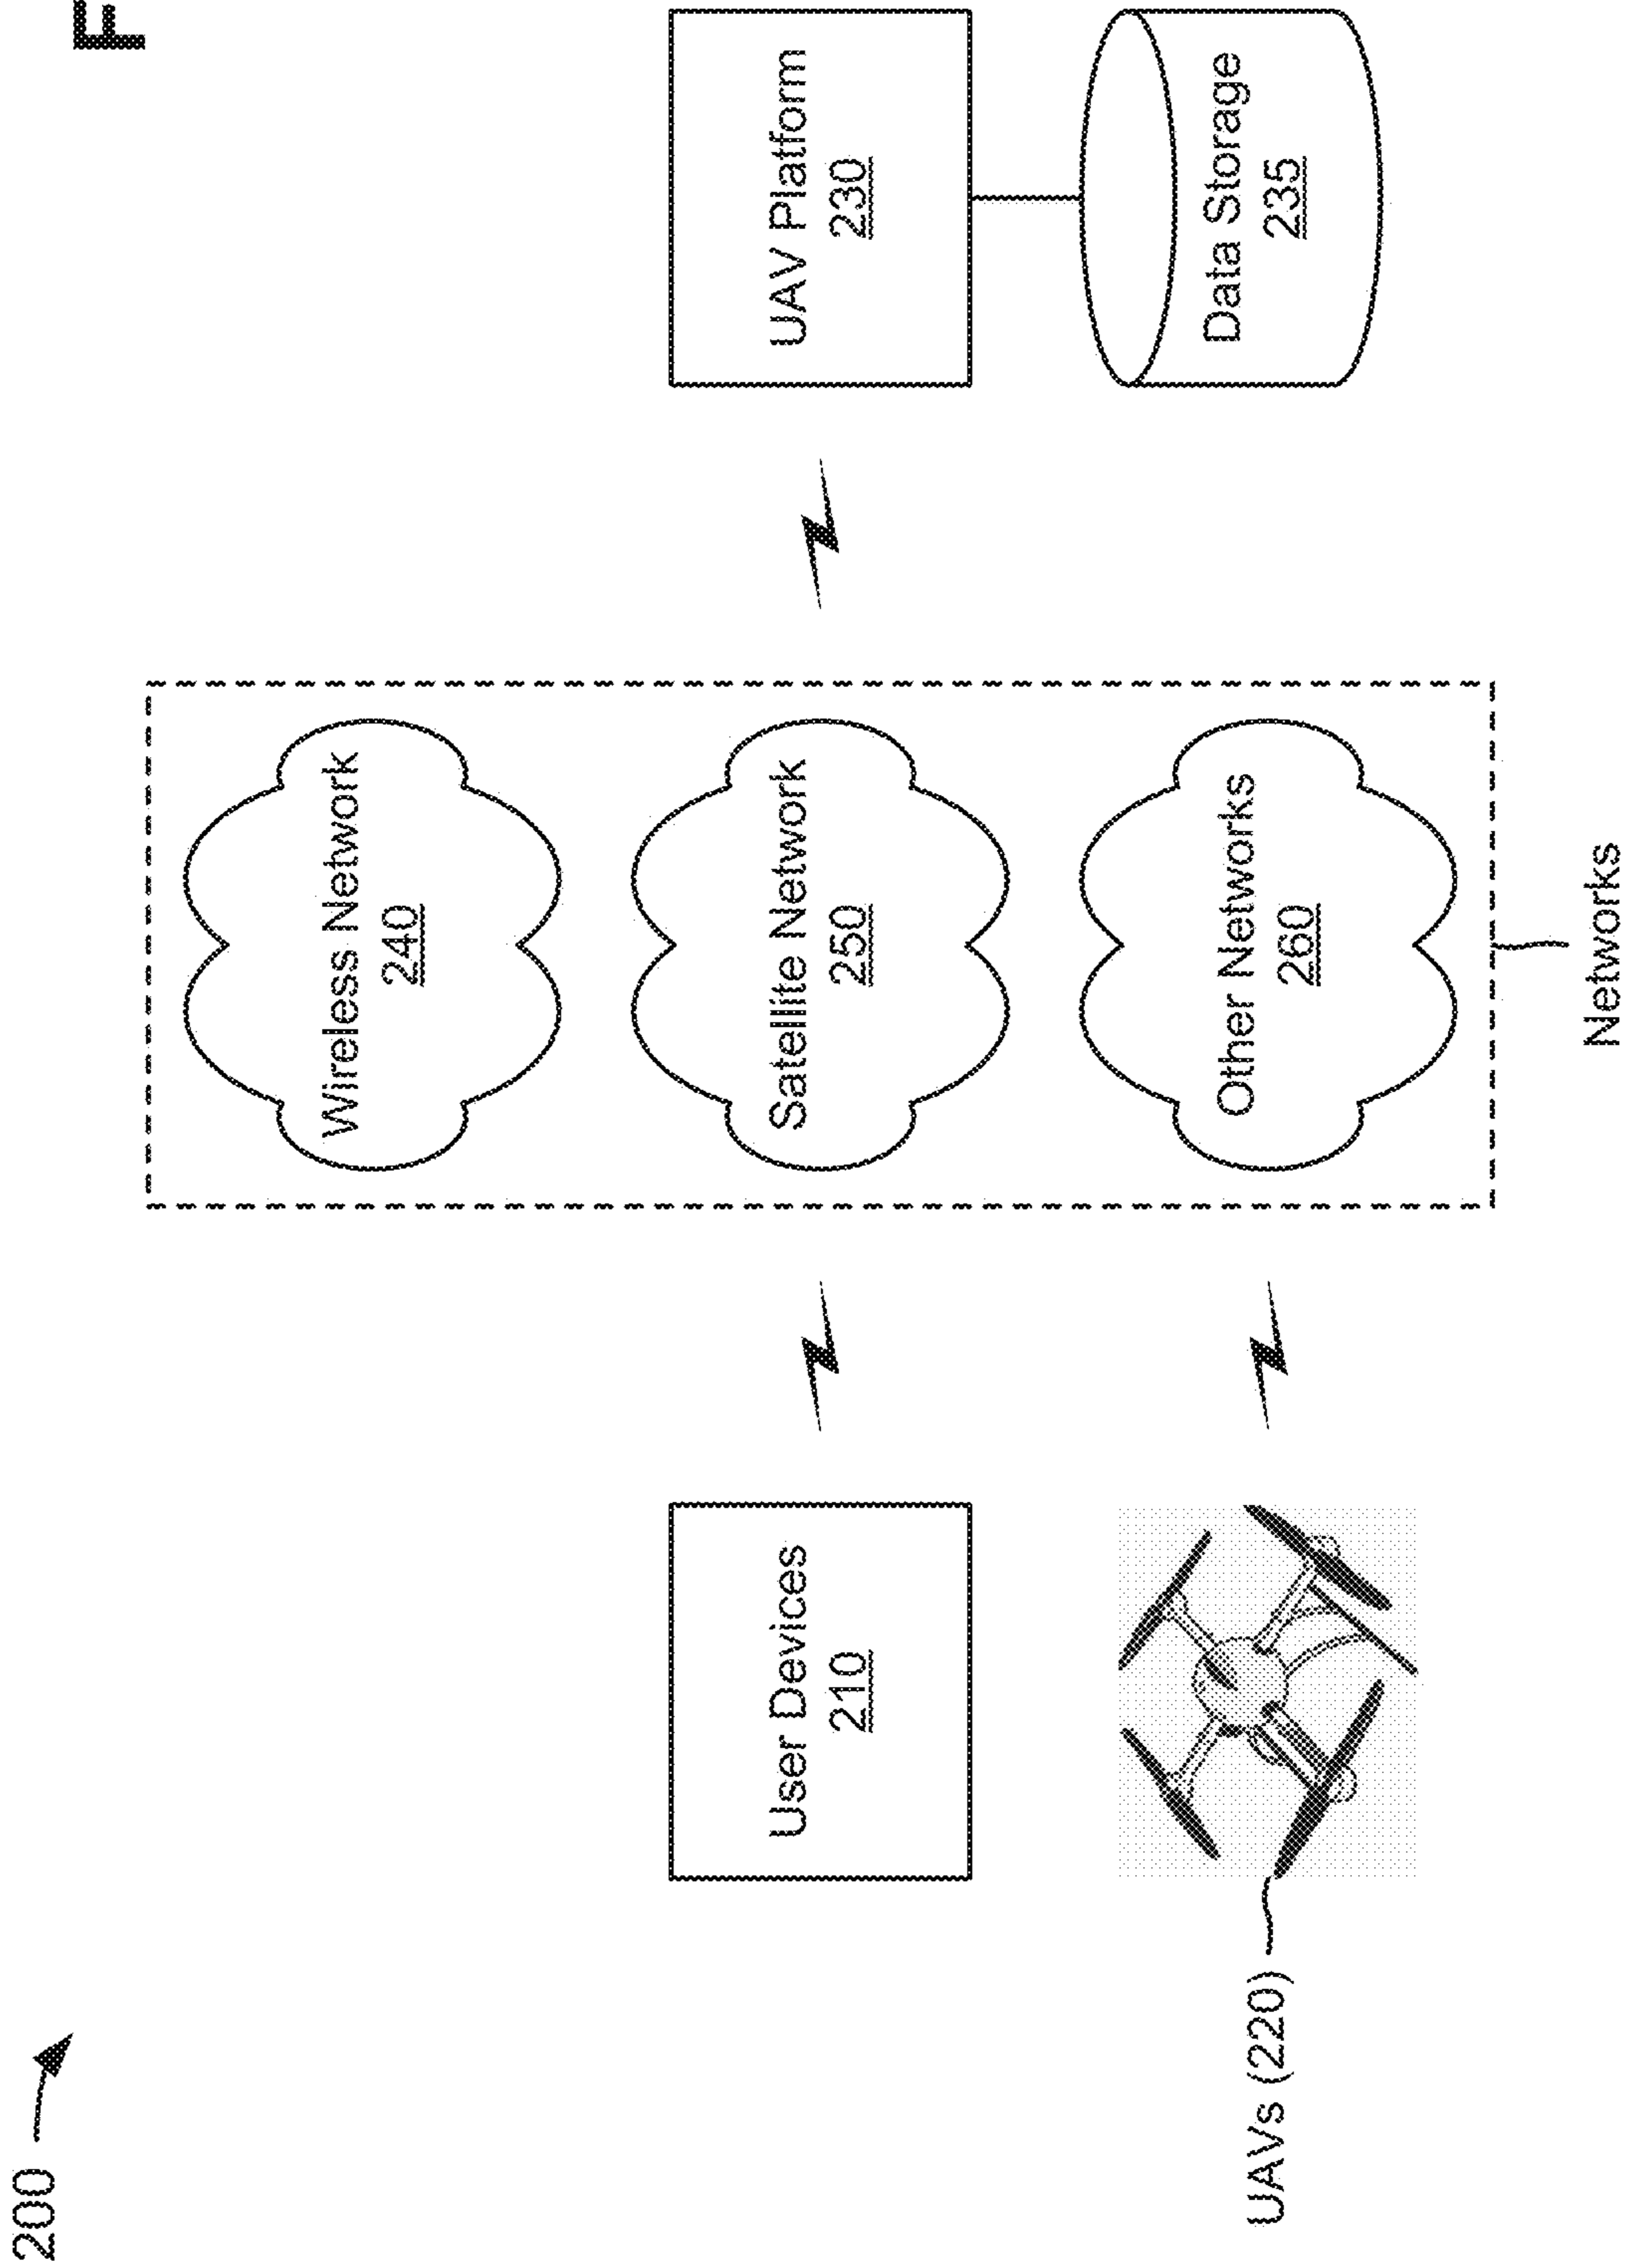 200
F
Wireless Network
240
User Devices
210
Satellite Network
250
UAV Platform
230
UAVs (220)
Other Networks
260
Data Storage
235
Networks